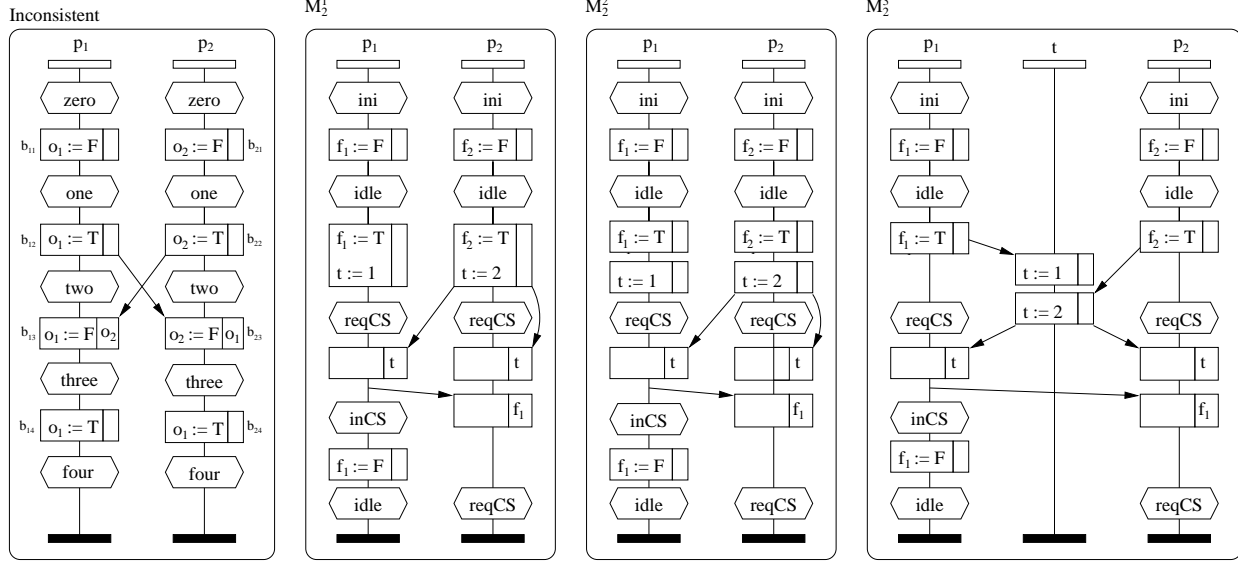 Inconsistent
p₁ p₂
zero zero
b₁₁ o₁ := F o₂ := F b₂₁
one one
b₁₂ o₁ := T o₂ := T b₂₂
two two
b₁₃ o₁ := F o₂ o₂ := F o₁ b₂₃
three three
b₁₄ o₁ := T o₁ := T b₂₄
four four
M₂¹
p₁ p₂
ini ini
f₁ := F f₂ := F
idle idle
f₁ := T f₂ := T
t := 1 t := 2
reqCS reqCS
t t
f₁
inCS
f₁ := F
idle reqCS
M₂²
p₁ p₂
ini ini
f₁ := F f₂ := F
idle idle
f₁ := T f₂ := T
t := 1 t := 2
reqCS reqCS
t t
f₁
inCS
f₁ := F
idle reqCS
M₂³
p₁ t p₂
ini ini
f₁ := F f₂ := F
idle idle
f₁ := T f₂ := T
t := 1
t := 2
reqCS reqCS
t t
f₁
inCS
f₁ := F
idle reqCS